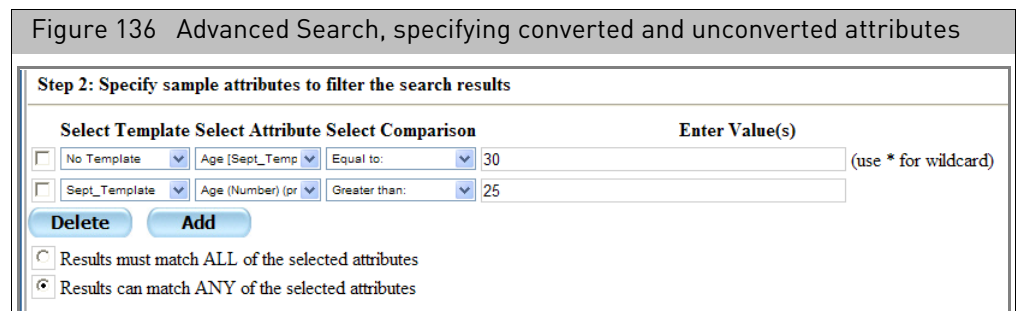 Figure 136 Advanced Search, specifying converted and unconverted attributes
Step 2: Specify sample attributes to filter the search results
Select Template Select Attribute Select Comparison Enter Value(s)
No Template Age [Sept_Temp Equal to: 30 (use * for wildcard)
Sept_Template Age (Number) (pr Greater than: 25
Delete Add
Results must match ALL of the selected attributes
Results can match ANY of the selected attributes